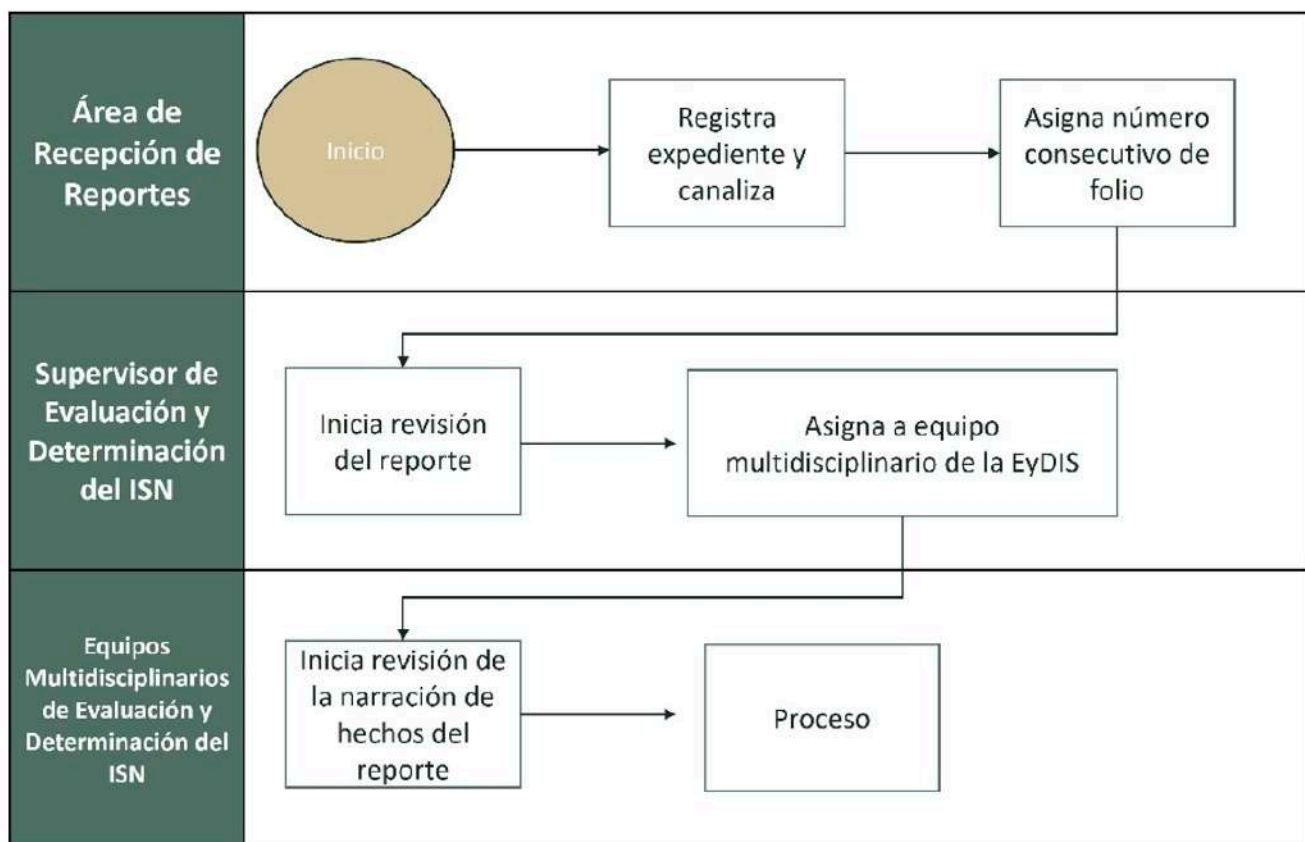 Área de
Recepción de
Reportes
Inicio
Registra
expediente y
canaliza
Asigna número
consecutivo de
folio
Supervisor de
Evaluación y
Determinación
del ISN
Inicia revisión
del reporte
Asigna a equipo
multidisciplinario de la EyDIS
Equipos
Multidisciplinarios
de Evaluación y
Determinación del
ISN
Inicia revisión de
la narración de
hechos del
reporte
Proceso